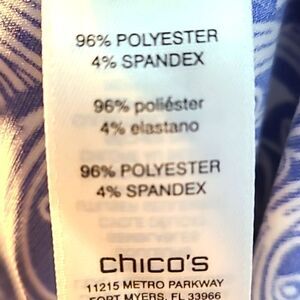 96% POLYESTER
4% SPANDEX
96% poliéster
4% elastano
96% POLYESTER
4% SPANDEX
chico's
11215 METRO PARKWAY
FORT MYERS, FL 33966